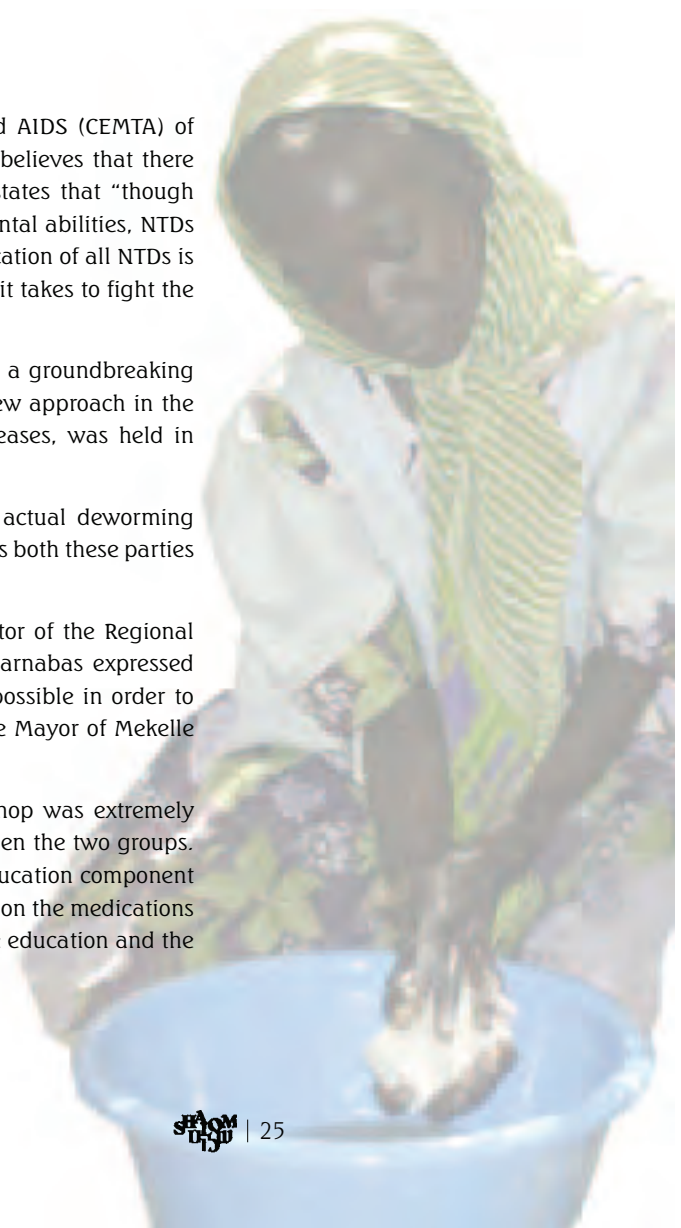 d AIDS (CEMTA) of
believes that there
states that “though
ntal abilities, NTDs
cation of all NTDs is
it takes to fight the
a groundbreaking
ew approach in the
eases, was held in
actual deworming
s both these parties
tor of the Regional
arnabas expressed
possible in order to
e Mayor of Mekelle
hop was extremely
en the two groups.
ucation component
on the medications
education and the
| 25